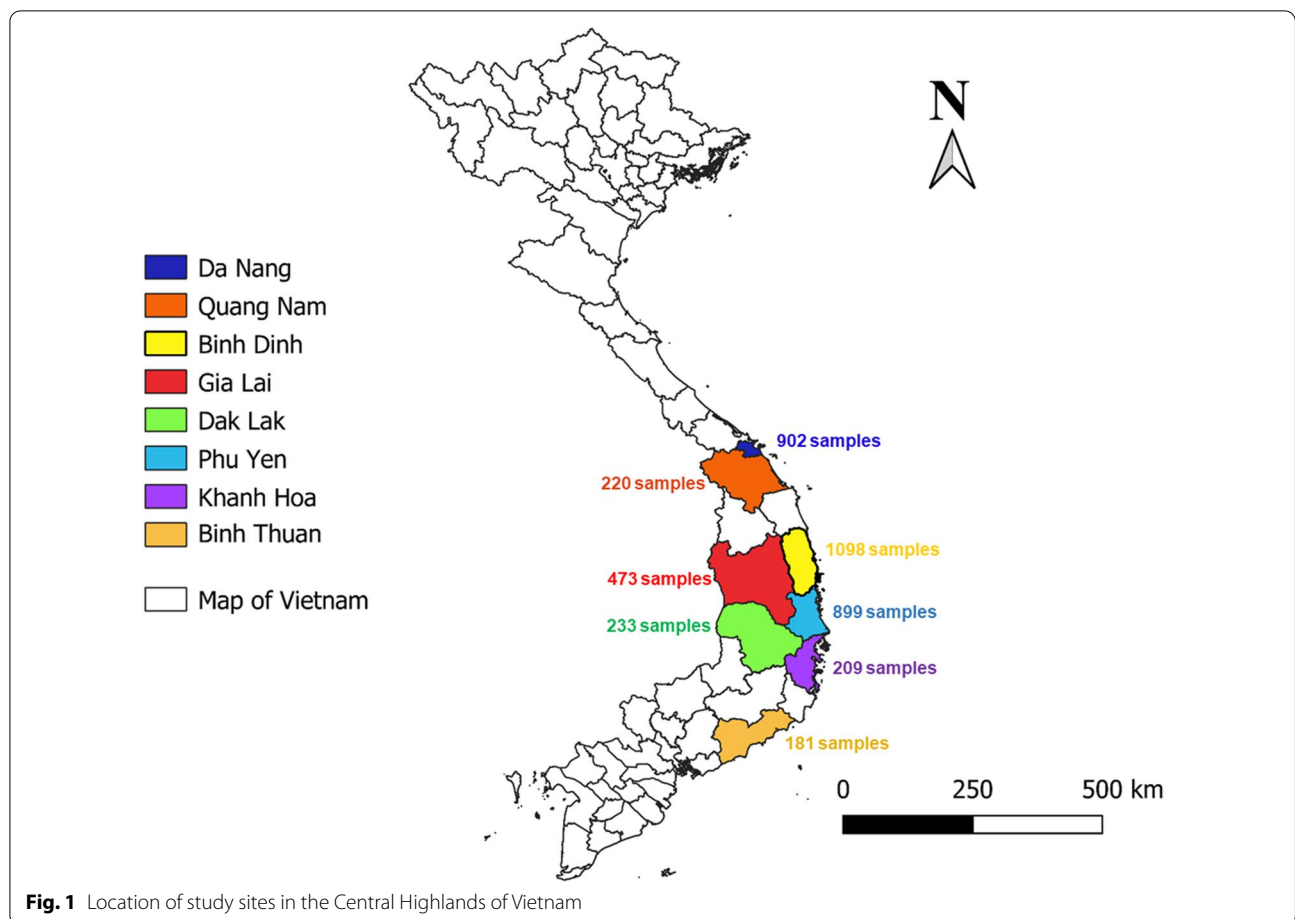 N
Da Nang
Quang Nam
Binh Dinh
Gia Lai
Dak Lak
Phu Yen
Khanh Hoa
Binh Thuan
Map of Vietnam
902 samples
220 samples
1098 samples
473 samples
899 samples
233 samples
209 samples
181 samples
0 250 500 km
Fig. 1 Location of study sites in the Central Highlands of Vietnam